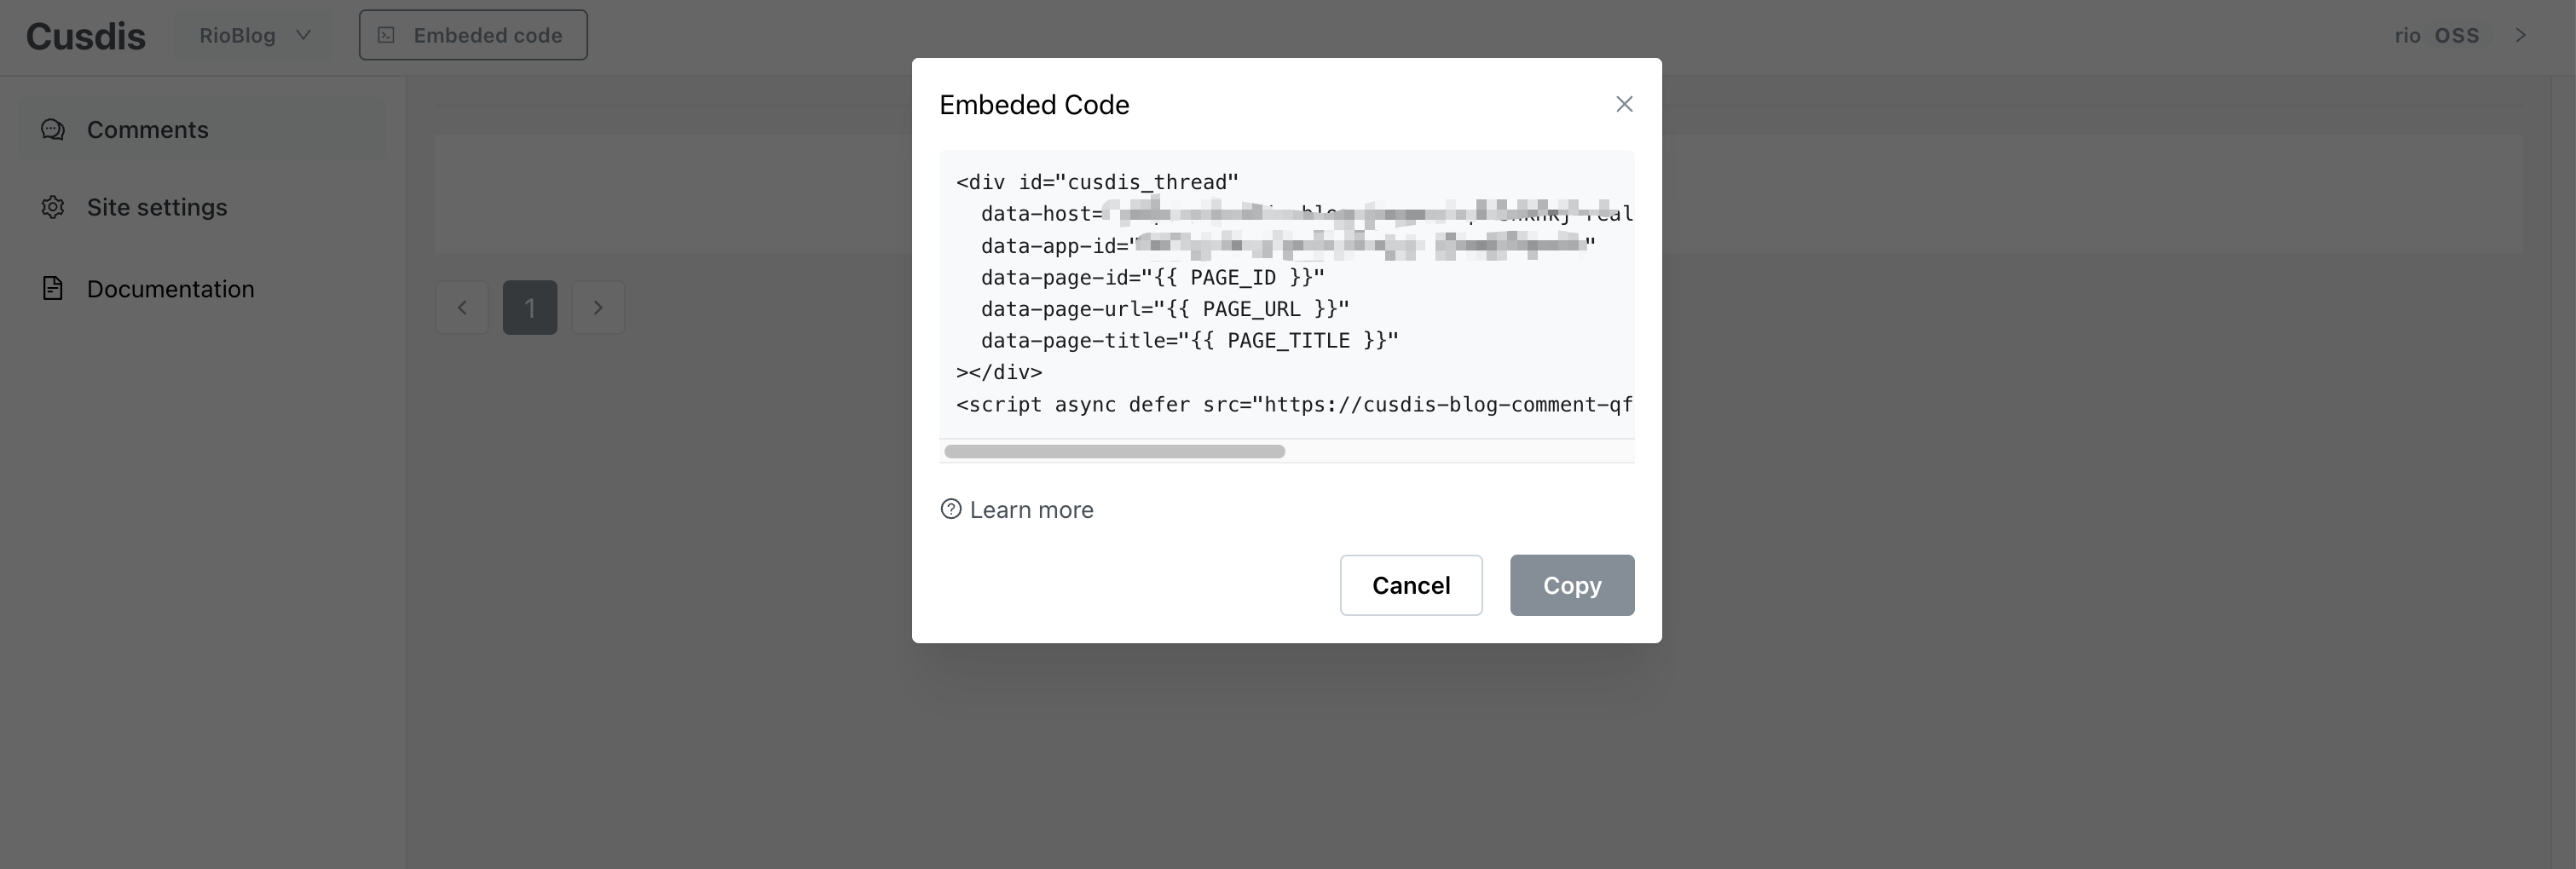 Cusdis
RioBlog
Embeded code
rio OSS
Comments
Site settings
Documentation
1
Embeded Code
<div id="cusdis_thread"
data-host=
data-app-id=" "
data-page-id="{{ PAGE_ID }}"
data-page-url="{{ PAGE_URL }}"
data-page-title="{{ PAGE_TITLE }}"
></div>
<script async defer src="https://cusdis-blog-comment-qf
Learn more
Cancel
Copy